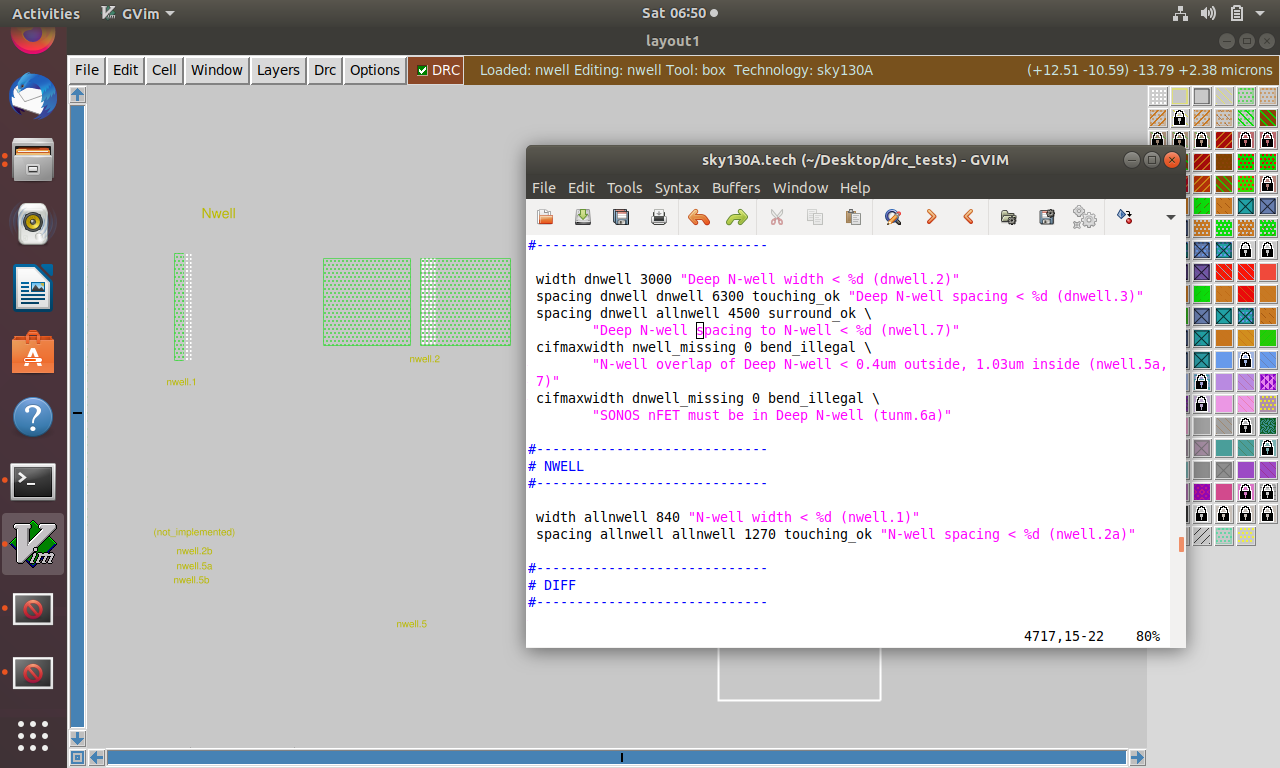 Activities
GVim
Sat 06:50
layout1
File
Edit
Cell
Window
Layers
Drc
Options
DRC
Loaded: nwell Editing: nwell Tool: box Technology: sky130A
(+12.51 -10.59) -13.79 +2.38 microns
Nwell
nwell.1
nwell.2
(not_implemented)
nwell.2b
nwell.5a
nwell.5b
nwell.5
sky130A.tech (~/Desktop/drc_tests) - GVIM
File Edit Tools Syntax Buffers Window Help
#----------------------------
width dnwell 3000 "Deep N-well width < %d (dnwell.2)"
spacing dnwell dnwell 6300 touching_ok "Deep N-well spacing < %d (dnwell.3)"
spacing dnwell allnwell 4500 surround_ok \
"Deep N-well spacing to N-well < %d (nwell.7)"
cifmaxwidth nwell_missing 0 bend_illegal \
"N-well overlap of Deep N-well < 0.4um outside, 1.03um inside (nwell.5a,
7)"
cifmaxwidth dnwell_missing 0 bend_illegal \
"SONOS nFET must be in Deep N-well (tunm.6a)"
#----------------------------
# NWELL
#----------------------------
width allnwell 840 "N-well width < %d (nwell.1)"
spacing allnwell allnwell 1270 touching_ok "N-well spacing < %d (nwell.2a)"
#----------------------------
# DIFF
#----------------------------
4717,15-22 80%
Vim